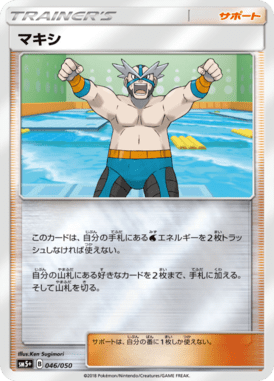 TRAINER'S
サポート
マキシ
このカードは、自分の手札にある水エネルギーを2枚トラッ
シュしなければ使えない。
自分の山札にある好きなカードを2枚まで、手札に加える。
そして山札を切る。
Illus.Ken Sugimori
サポートは、自分の番に1枚しか使えない。
SM5+ 046/050
©2018 Pokémon/Nintendo/Creatures/GAME FREAK.